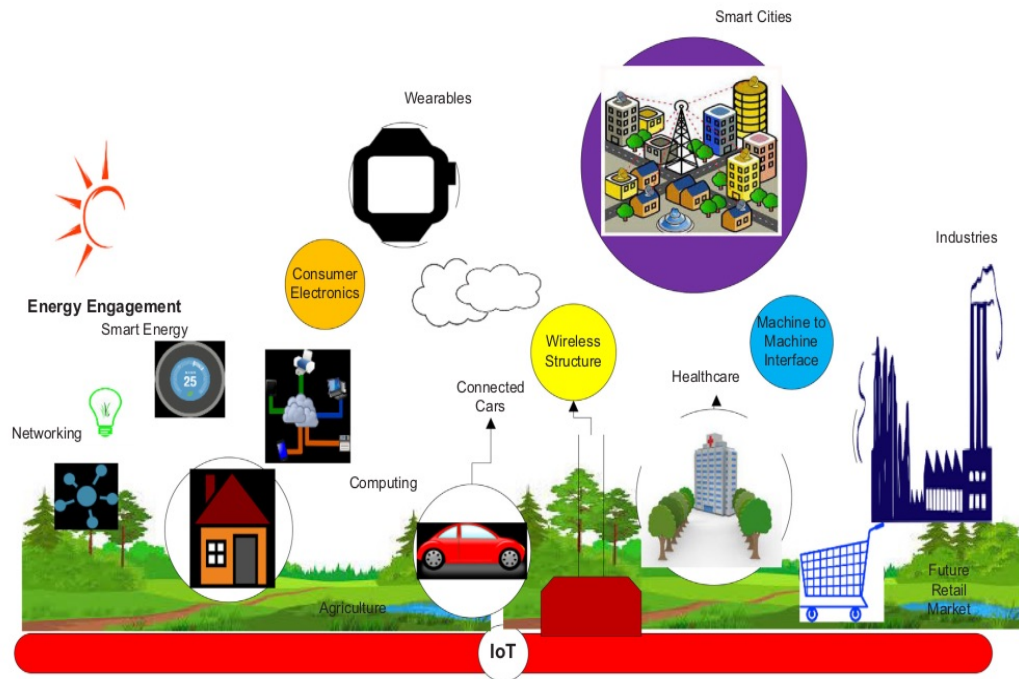 Smart Cities
Wearables
Industries
Consumer
Electronics
Energy Engagement
Smart Energy
25
Machine to
Machine
Interface
Wireless
Structure
Healthcare
Connected
Cars
Networking
Computing
Future
Retail
Market
Agriculture
IoT